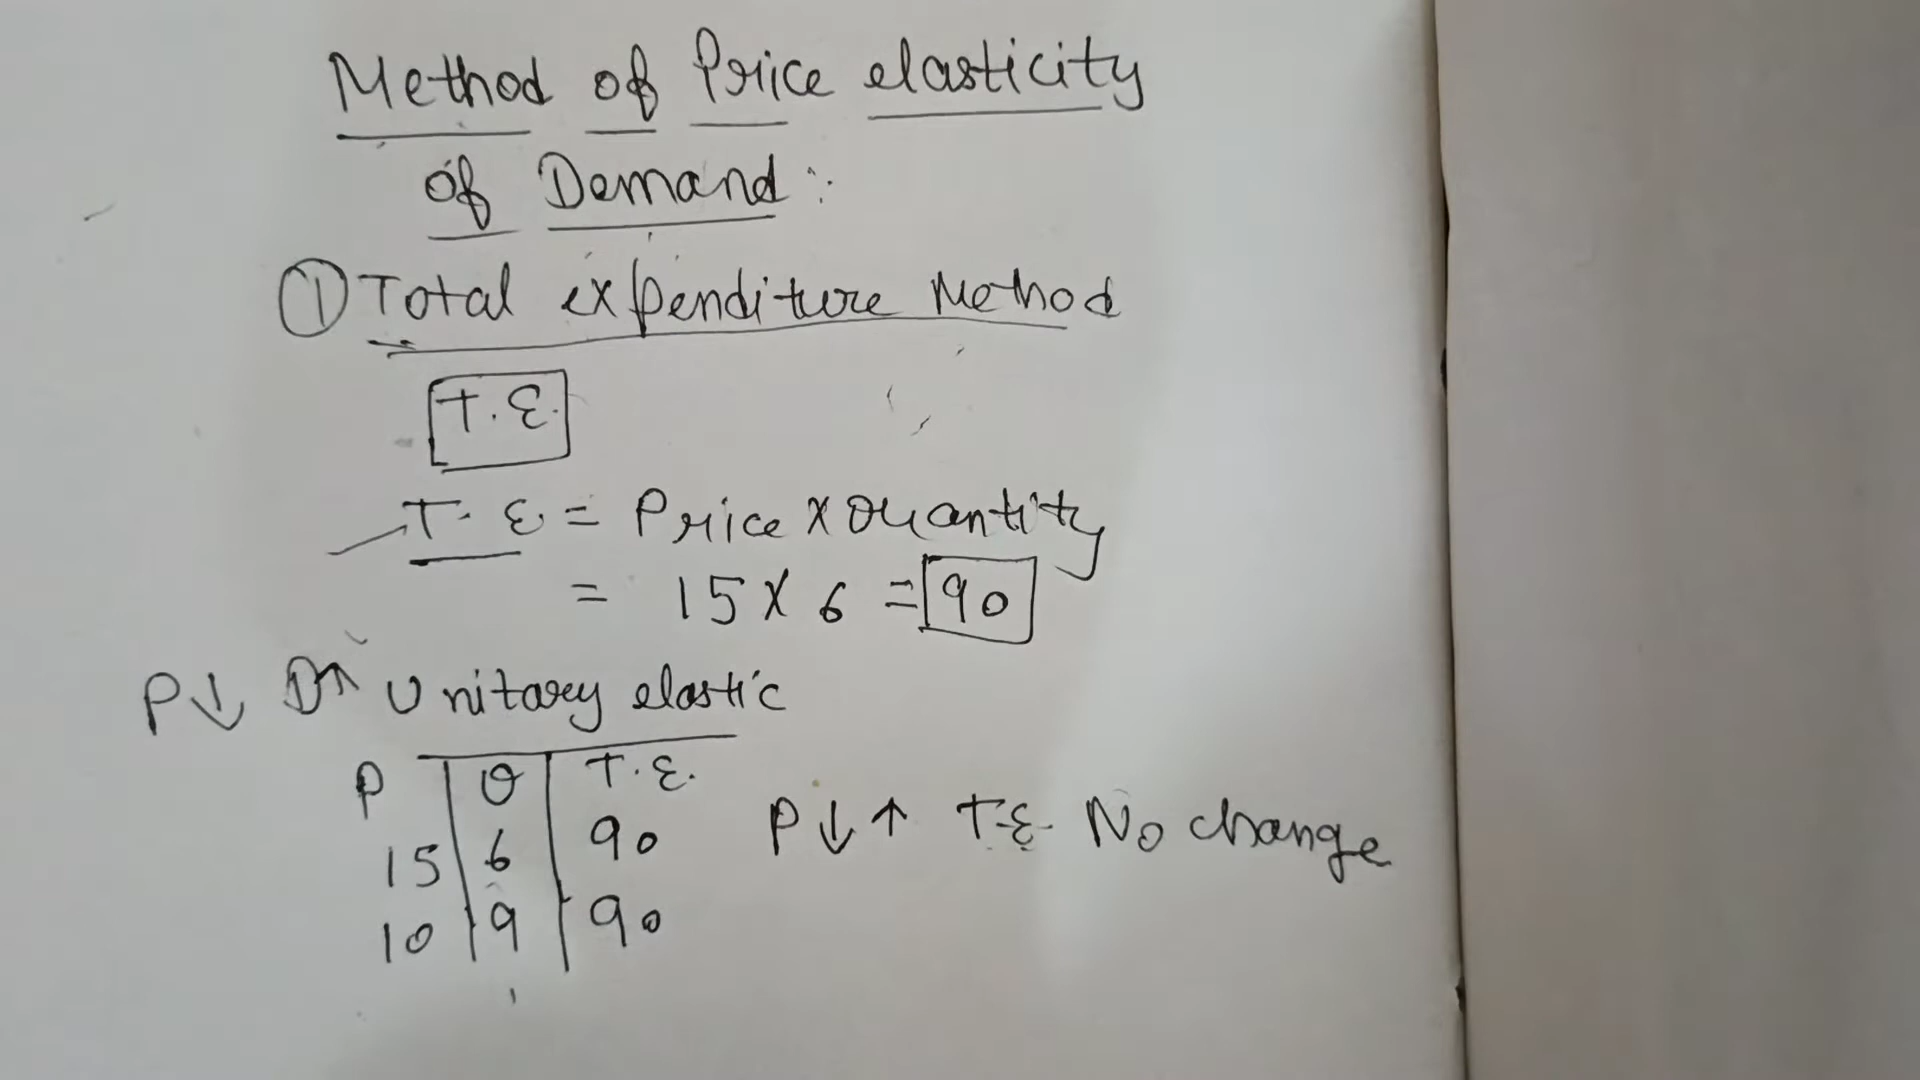 Method of Price elasticity
of Demand:
① Total expenditure Method
T.E.
T.E. = Price x Quantity
= 15 x 6 = 90
P↓ D↑ Unitary elastic
P Q T.E.
15 6 90 P↓↑ T.E. No change
10 9 90